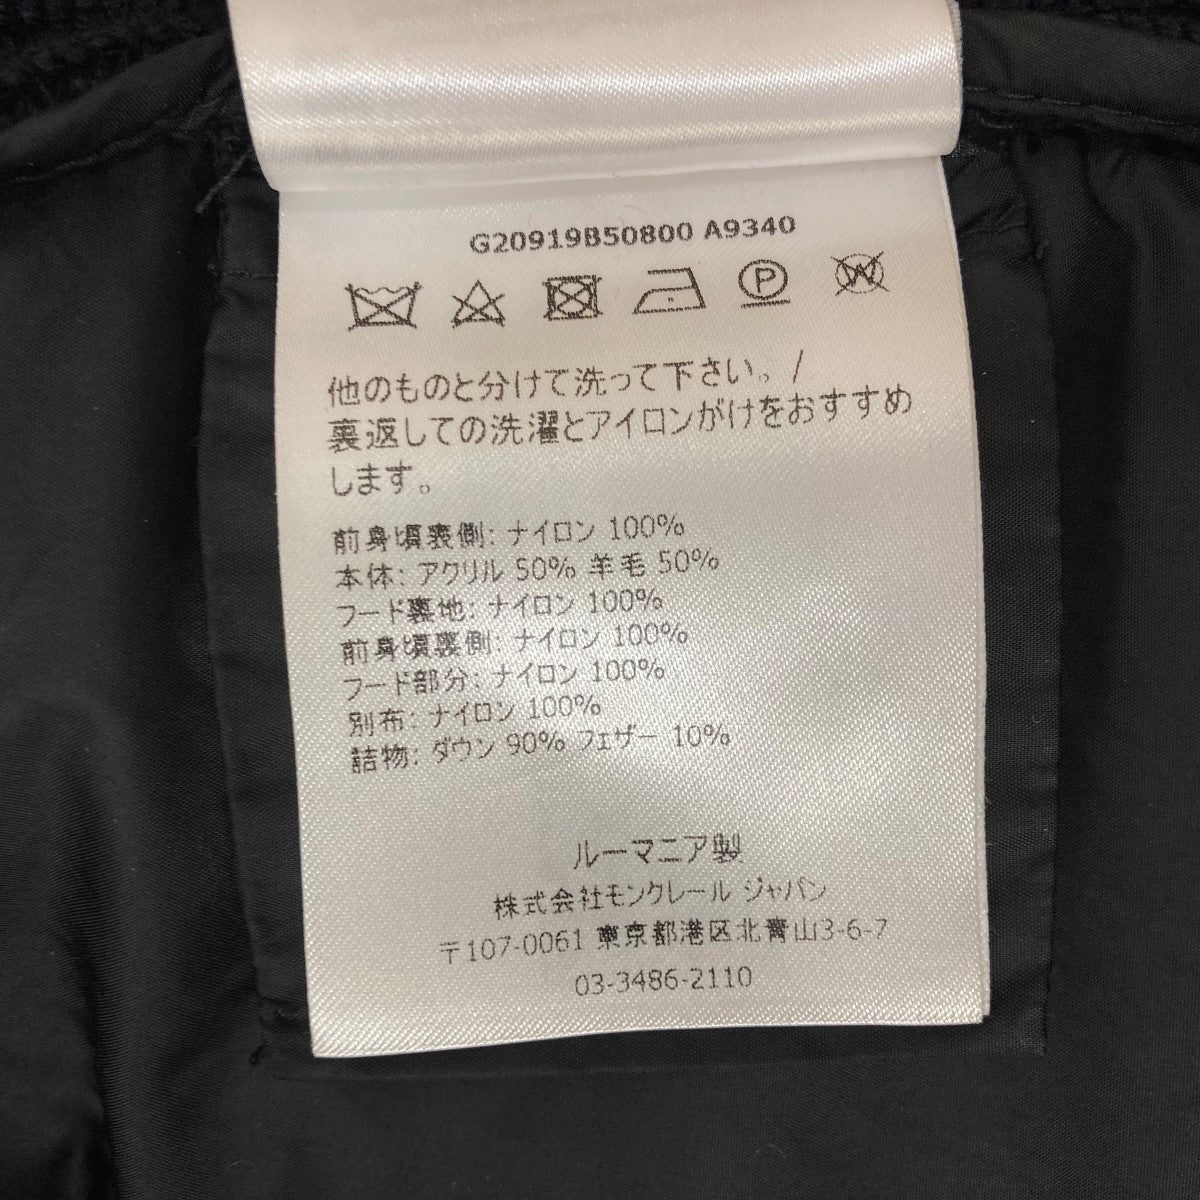 G20919B50800 A9340
P
W
他のものと分けて洗って下さい。/
裏返しての洗濯とアイロンがけをおすすめ
します。
前身頃表側: ナイロン 100%
本体: アクリル 50% 羊毛 50%
フード裏地: ナイロン 100%
前身頃裏側: ナイロン 100%
フード部分: ナイロン 100%
別布: ナイロン 100%
詰物: ダウン 90% フェザー 10%
ルーマニア製
株式会社モンクレール ジャパン
〒107-0061 東京都港区北青山3-6-7
03-3486-2110